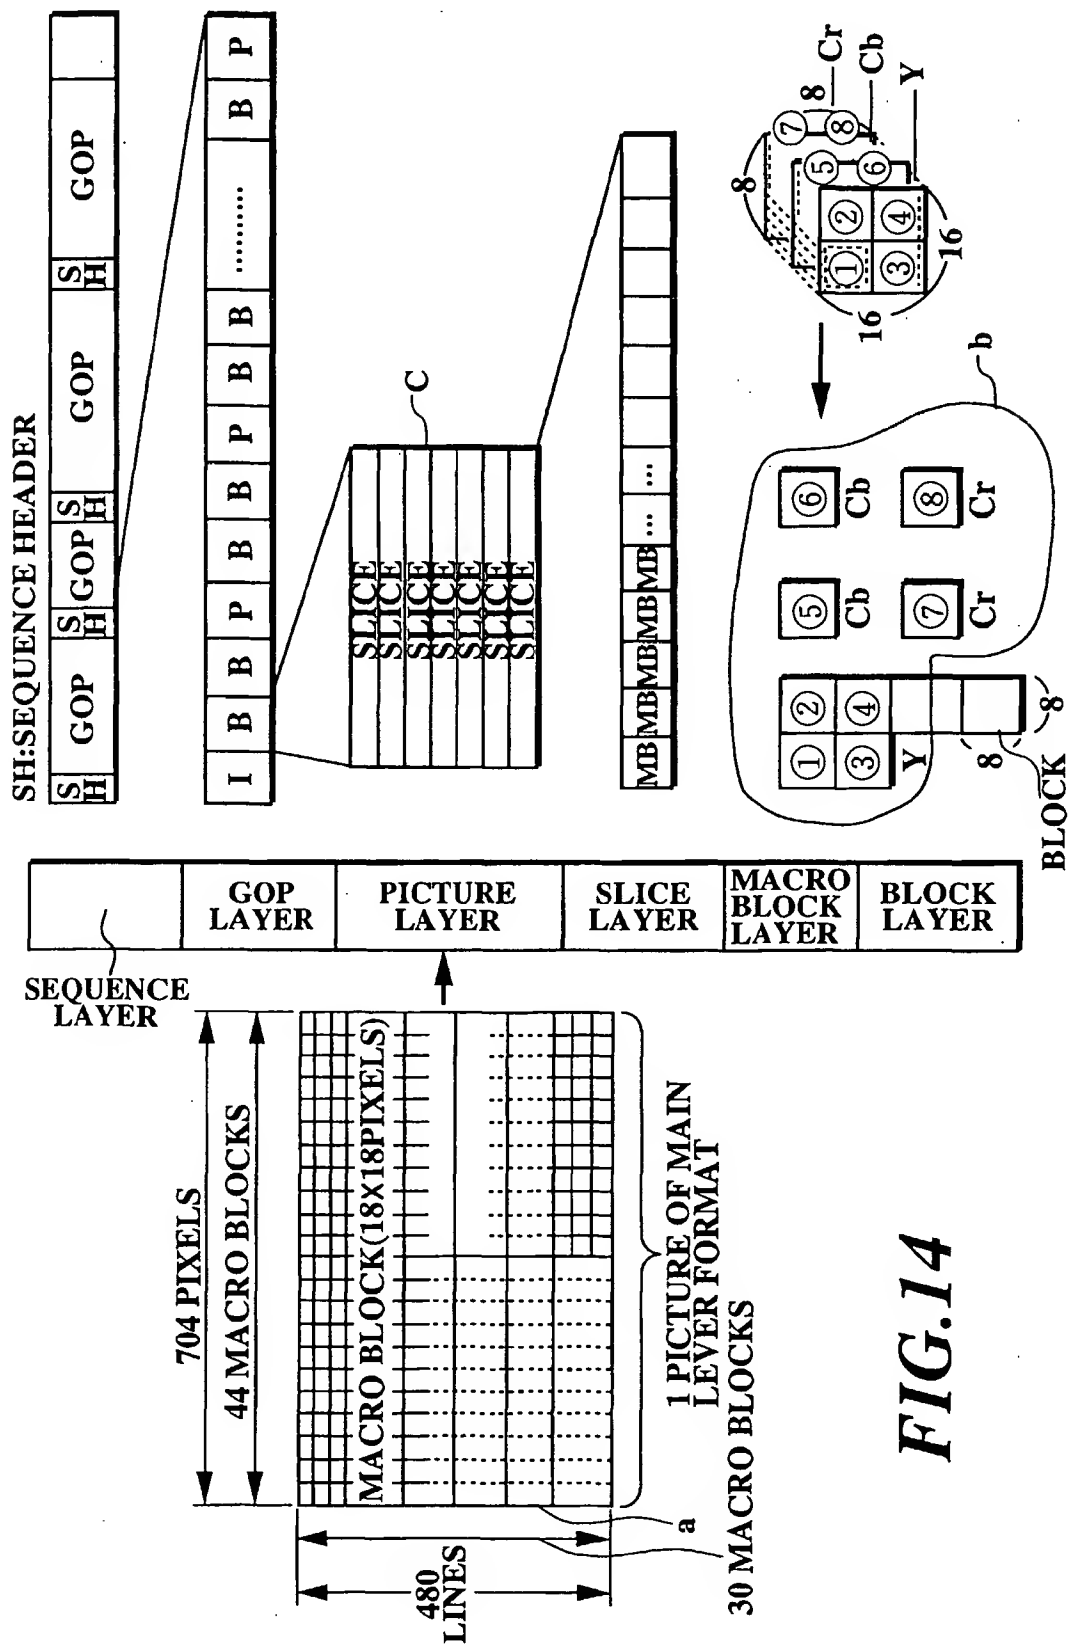 SH:SEQUENCE HEADER
SH GOP SH GOP SH GOP SH GOP
I B B P B B P B B ......... B P
SLICE
SLICE
SLICE
SLICE
SLICE
SLICE
SLICE
C
MB MB MB MB MB ... ...
① ② ③ ④ Y
⑤ Cb
⑥ Cb
⑦ Cr
⑧ Cr
8
8
BLOCK
b
① ② ③ ④ ⑤ ⑥ ⑦ ⑧
16
16
8
8
Cr
Cb
Y
SEQUENCE
LAYER
GOP
LAYER
PICTURE
LAYER
SLICE
LAYER
MACRO
BLOCK
LAYER
BLOCK
LAYER
704 PIXELS
44 MACRO BLOCKS
MACRO BLOCK(18X18PIXELS)
480
LINES
a
1 PICTURE OF MAIN
LEVER FORMAT
30 MACRO BLOCKS
FIG.14